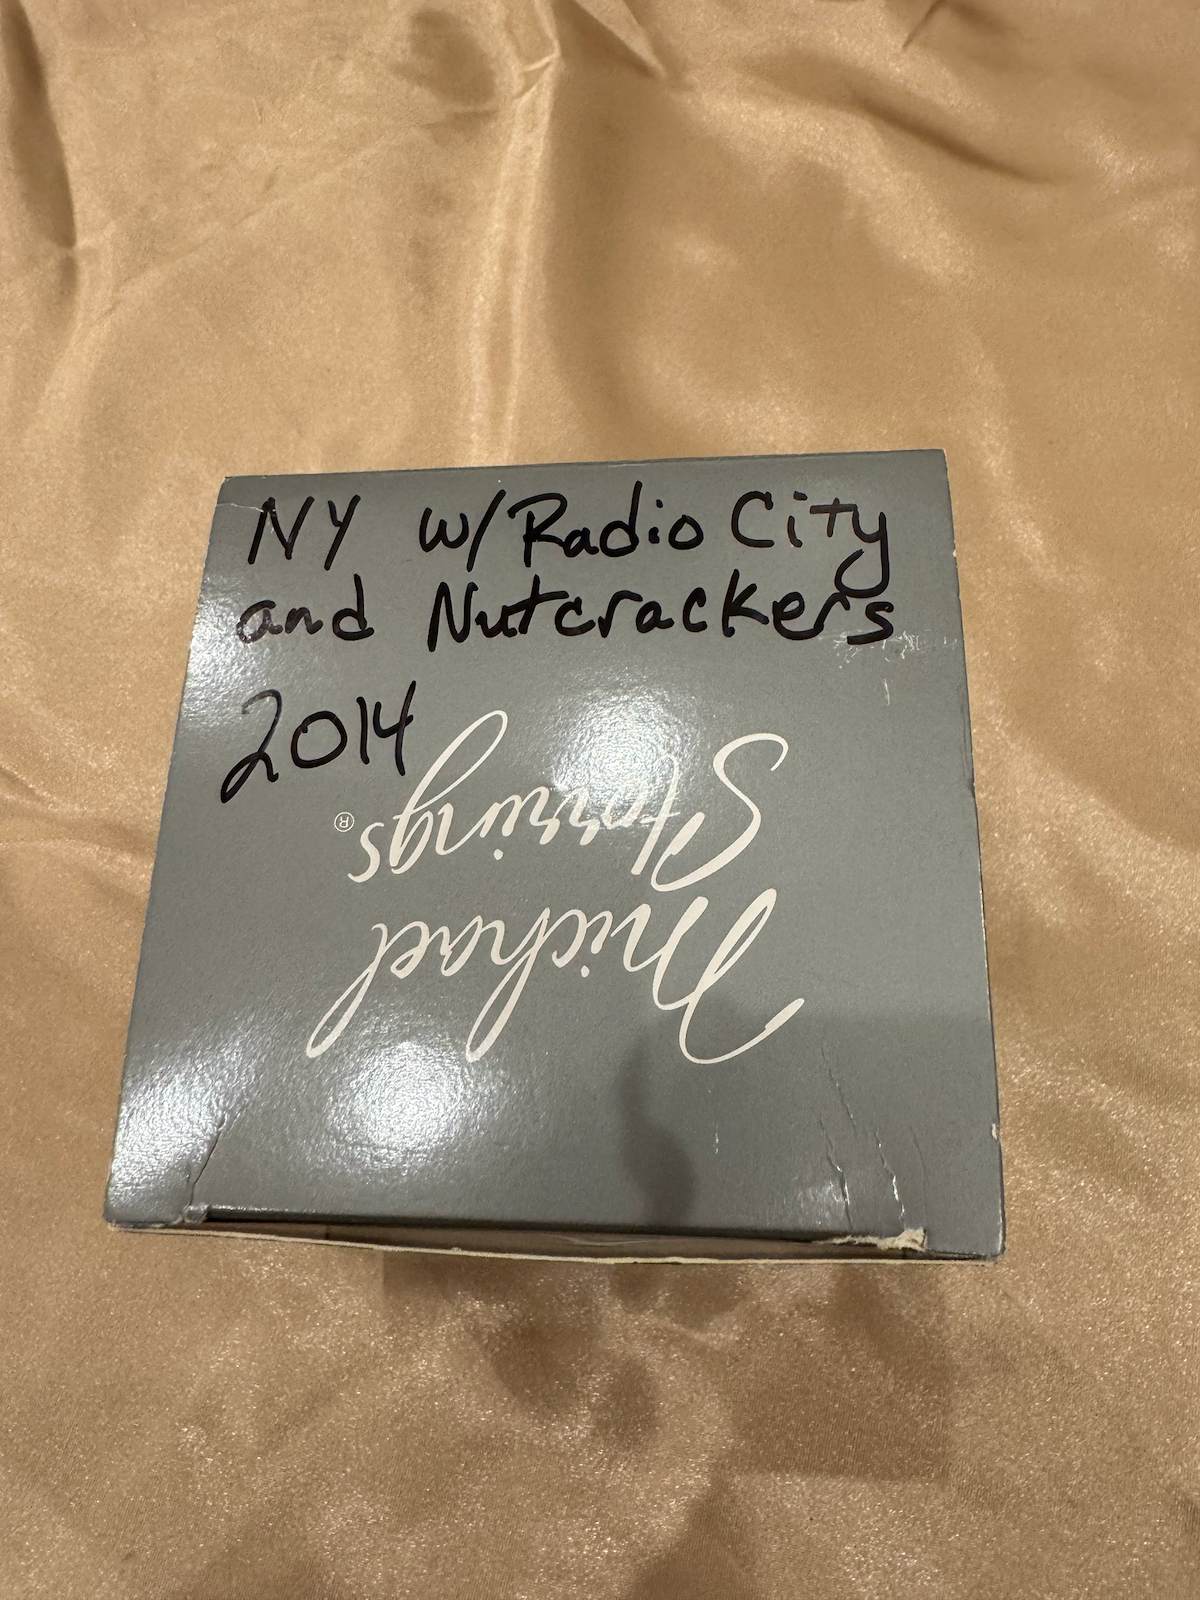 NY w/Radio City
and Nutcrackers
2014
Michael
Storrings®